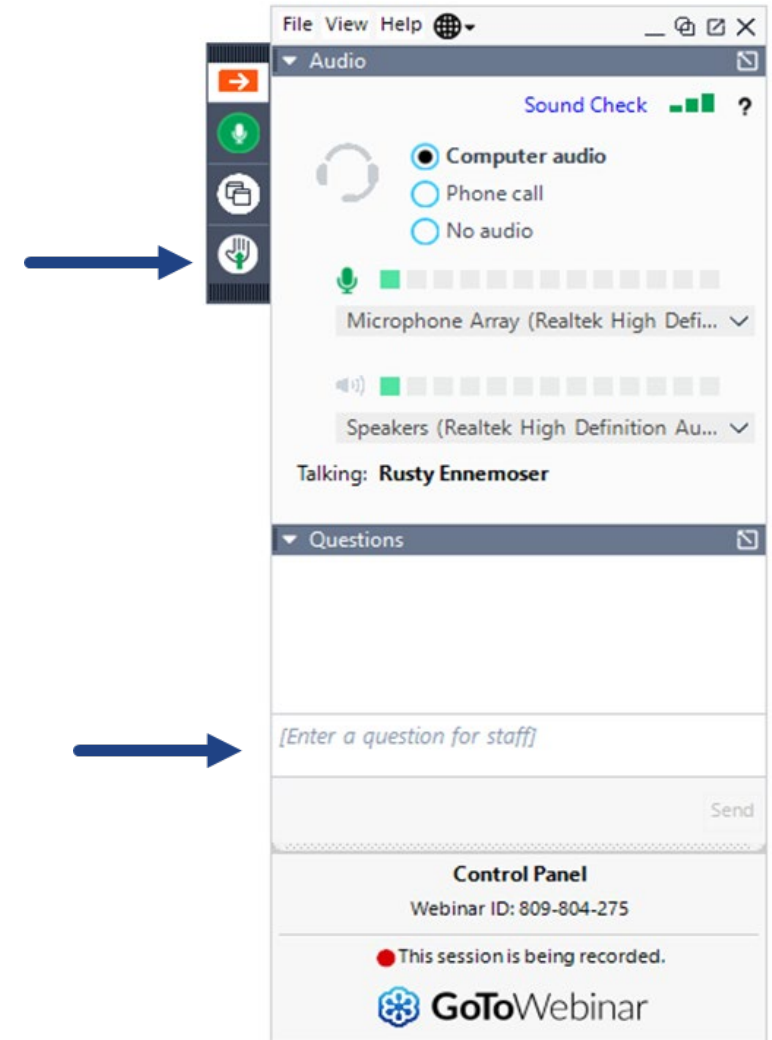 File View Help
Audio
Sound Check ?
Computer audio
Phone call
No audio
Microphone Array (Realtek High Defi...
Speakers (Realtek High Definition Au...
Talking: Rusty Ennemoser
Questions
[Enter a question for staff]
Send
Control Panel
Webinar ID: 809-804-275
This session is being recorded.
GoToWebinar